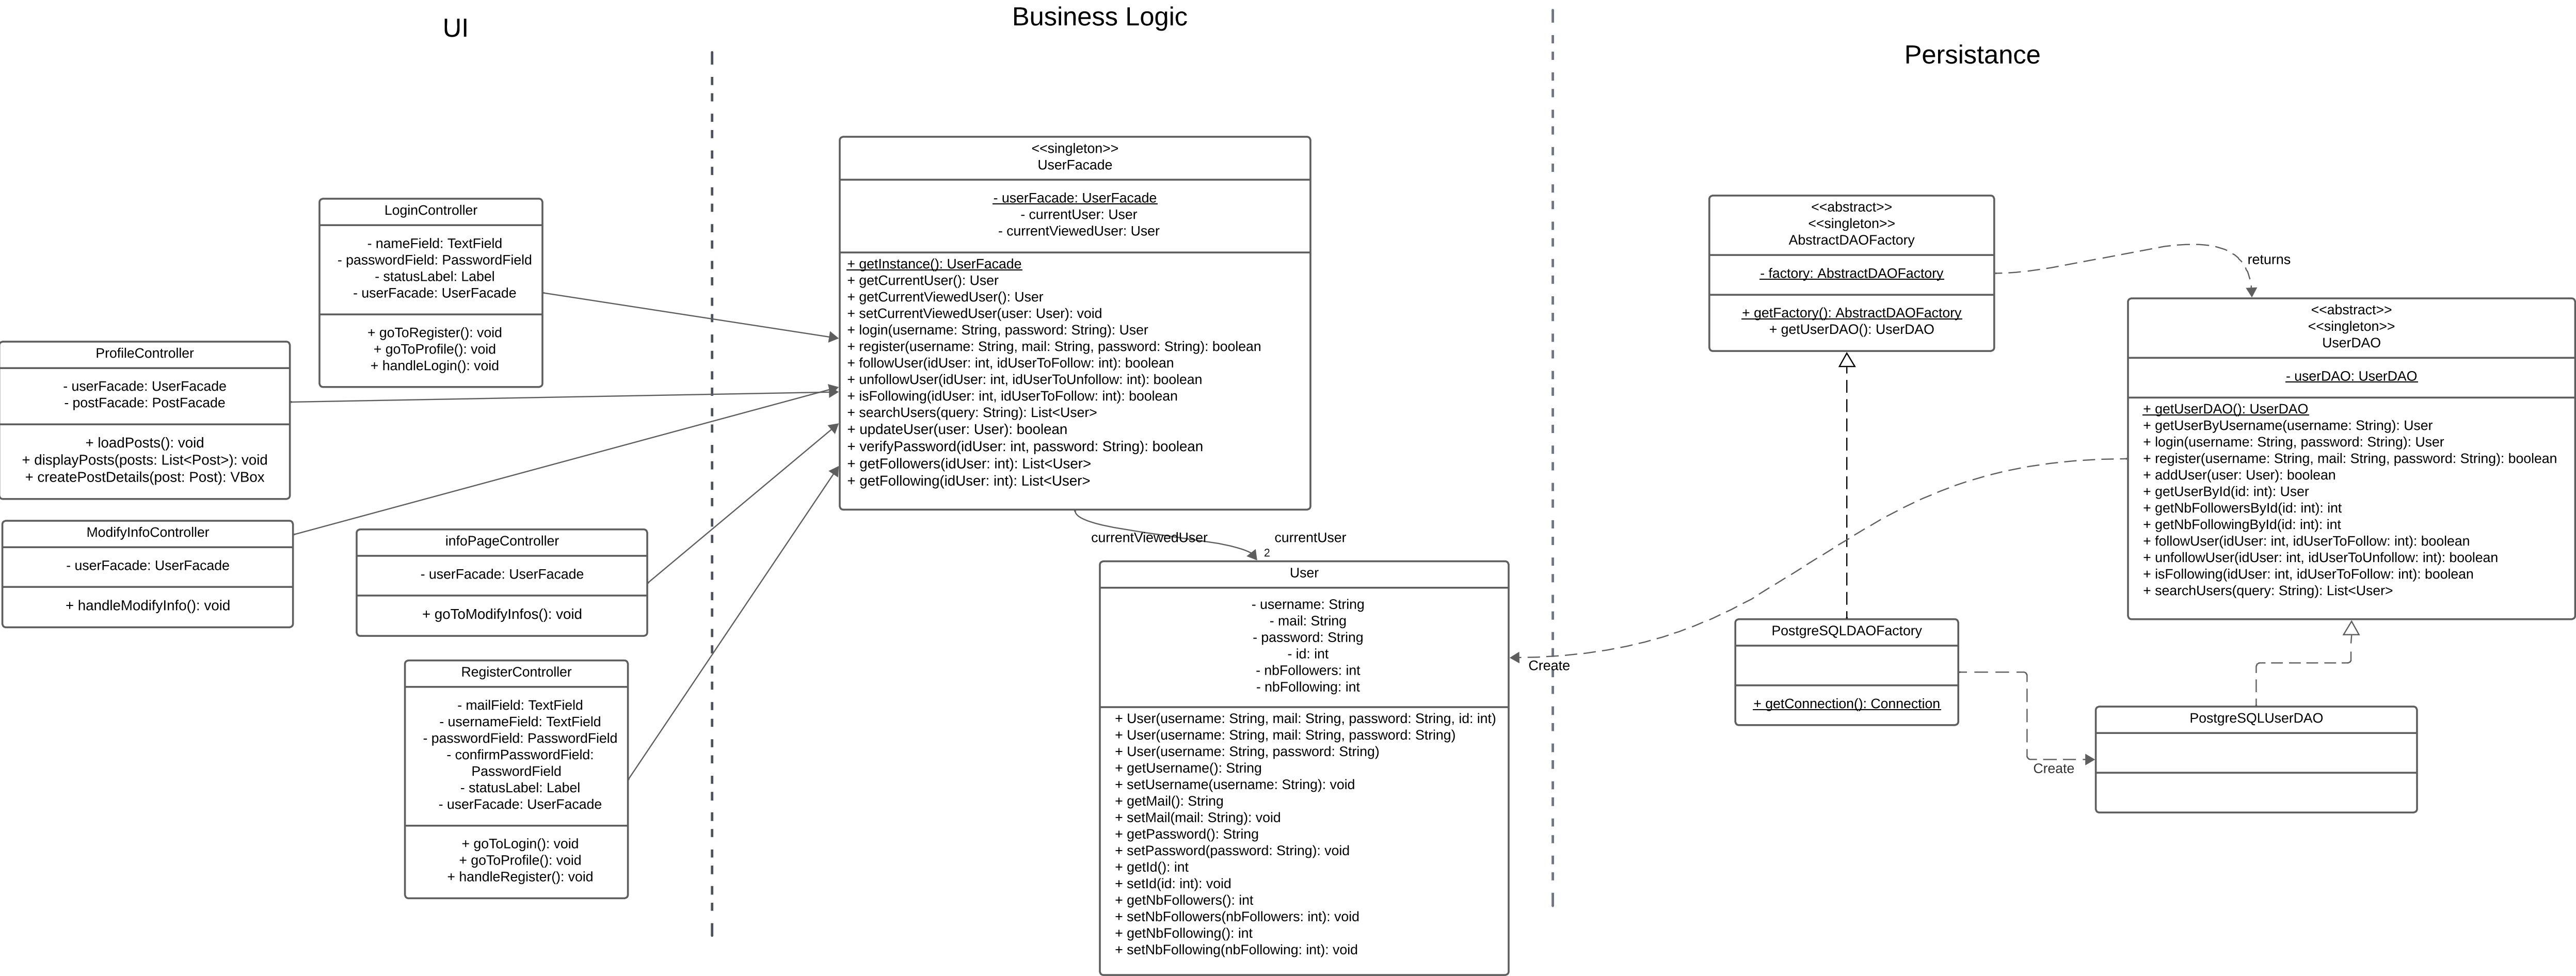 UI
Business Logic
Persistance
<<singleton>>
UserFacade
- userFacade: UserFacade
- currentUser: User
- currentViewedUser: User
+ getInstance(): UserFacade
+ getCurrentUser(): User
+ getCurrentViewedUser(): User
+ setCurrentViewedUser(user: User): void
+ login(username: String, password: String): User
+ register(username: String, mail: String, password: String): boolean
+ followUser(idUser: int, idUserToFollow: int): boolean
+ unfollowUser(idUser: int, idUserToUnfollow: int): boolean
+ isFollowing(idUser: int, idUserToFollow: int): boolean
+ searchUsers(query: String): List<User>
+ updateUser(user: User): boolean
+ verifyPassword(idUser: int, password: String): boolean
+ getFollowers(idUser: int): List<User>
+ getFollowing(idUser: int): List<User>
LoginController
- nameField: TextField
- passwordField: PasswordField
- statusLabel: Label
- userFacade: UserFacade
+ goToRegister(): void
+ goToProfile(): void
+ handleLogin(): void
ProfileController
- userFacade: UserFacade
- postFacade: PostFacade
+ loadPosts(): void
+ displayPosts(posts: List<Post>): void
+ createPostDetails(post: Post): VBox
ModifyInfoController
- userFacade: UserFacade
+ handleModifyInfo(): void
infoPageController
- userFacade: UserFacade
+ goToModifyInfos(): void
RegisterController
- mailField: TextField
- usernameField: TextField
- passwordField: PasswordField
- confirmPasswordField:
PasswordField
- statusLabel: Label
- userFacade: UserFacade
+ goToLogin(): void
+ goToProfile(): void
+ handleRegister(): void
currentViewedUser
currentUser
2
User
- username: String
- mail: String
- password: String
- id: int
- nbFollowers: int
- nbFollowing: int
+ User(username: String, mail: String, password: String, id: int)
+ User(username: String, mail: String, password: String)
+ User(username: String, password: String)
+ getUsername(): String
+ setUsername(username: String): void
+ getMail(): String
+ setMail(mail: String): void
+ getPassword(): String
+ setPassword(password: String): void
+ getId(): int
+ setId(id: int): void
+ getNbFollowers(): int
+ setNbFollowers(nbFollowers: int): void
+ getNbFollowing(): int
+ setNbFollowing(nbFollowing: int): void
<<abstract>>
<<singleton>>
AbstractDAOFactory
- factory: AbstractDAOFactory
+ getFactory(): AbstractDAOFactory
+ getUserDAO(): UserDAO
returns
<<abstract>>
<<singleton>>
UserDAO
- userDAO: UserDAO
+ getUserDAO(): UserDAO
+ getUserByUsername(username: String): User
+ login(username: String, password: String): User
+ register(username: String, mail: String, password: String): boolean
+ addUser(user: User): boolean
+ getUserById(id: int): User
+ getNbFollowersById(id: int): int
+ getNbFollowingById(id: int): int
+ followUser(idUser: int, idUserToFollow: int): boolean
+ unfollowUser(idUser: int, idUserToUnfollow: int): boolean
+ isFollowing(idUser: int, idUserToFollow: int): boolean
+ searchUsers(query: String): List<User>
Create
PostgreSQLDAOFactory
+ getConnection(): Connection
Create
PostgreSQLUserDAO